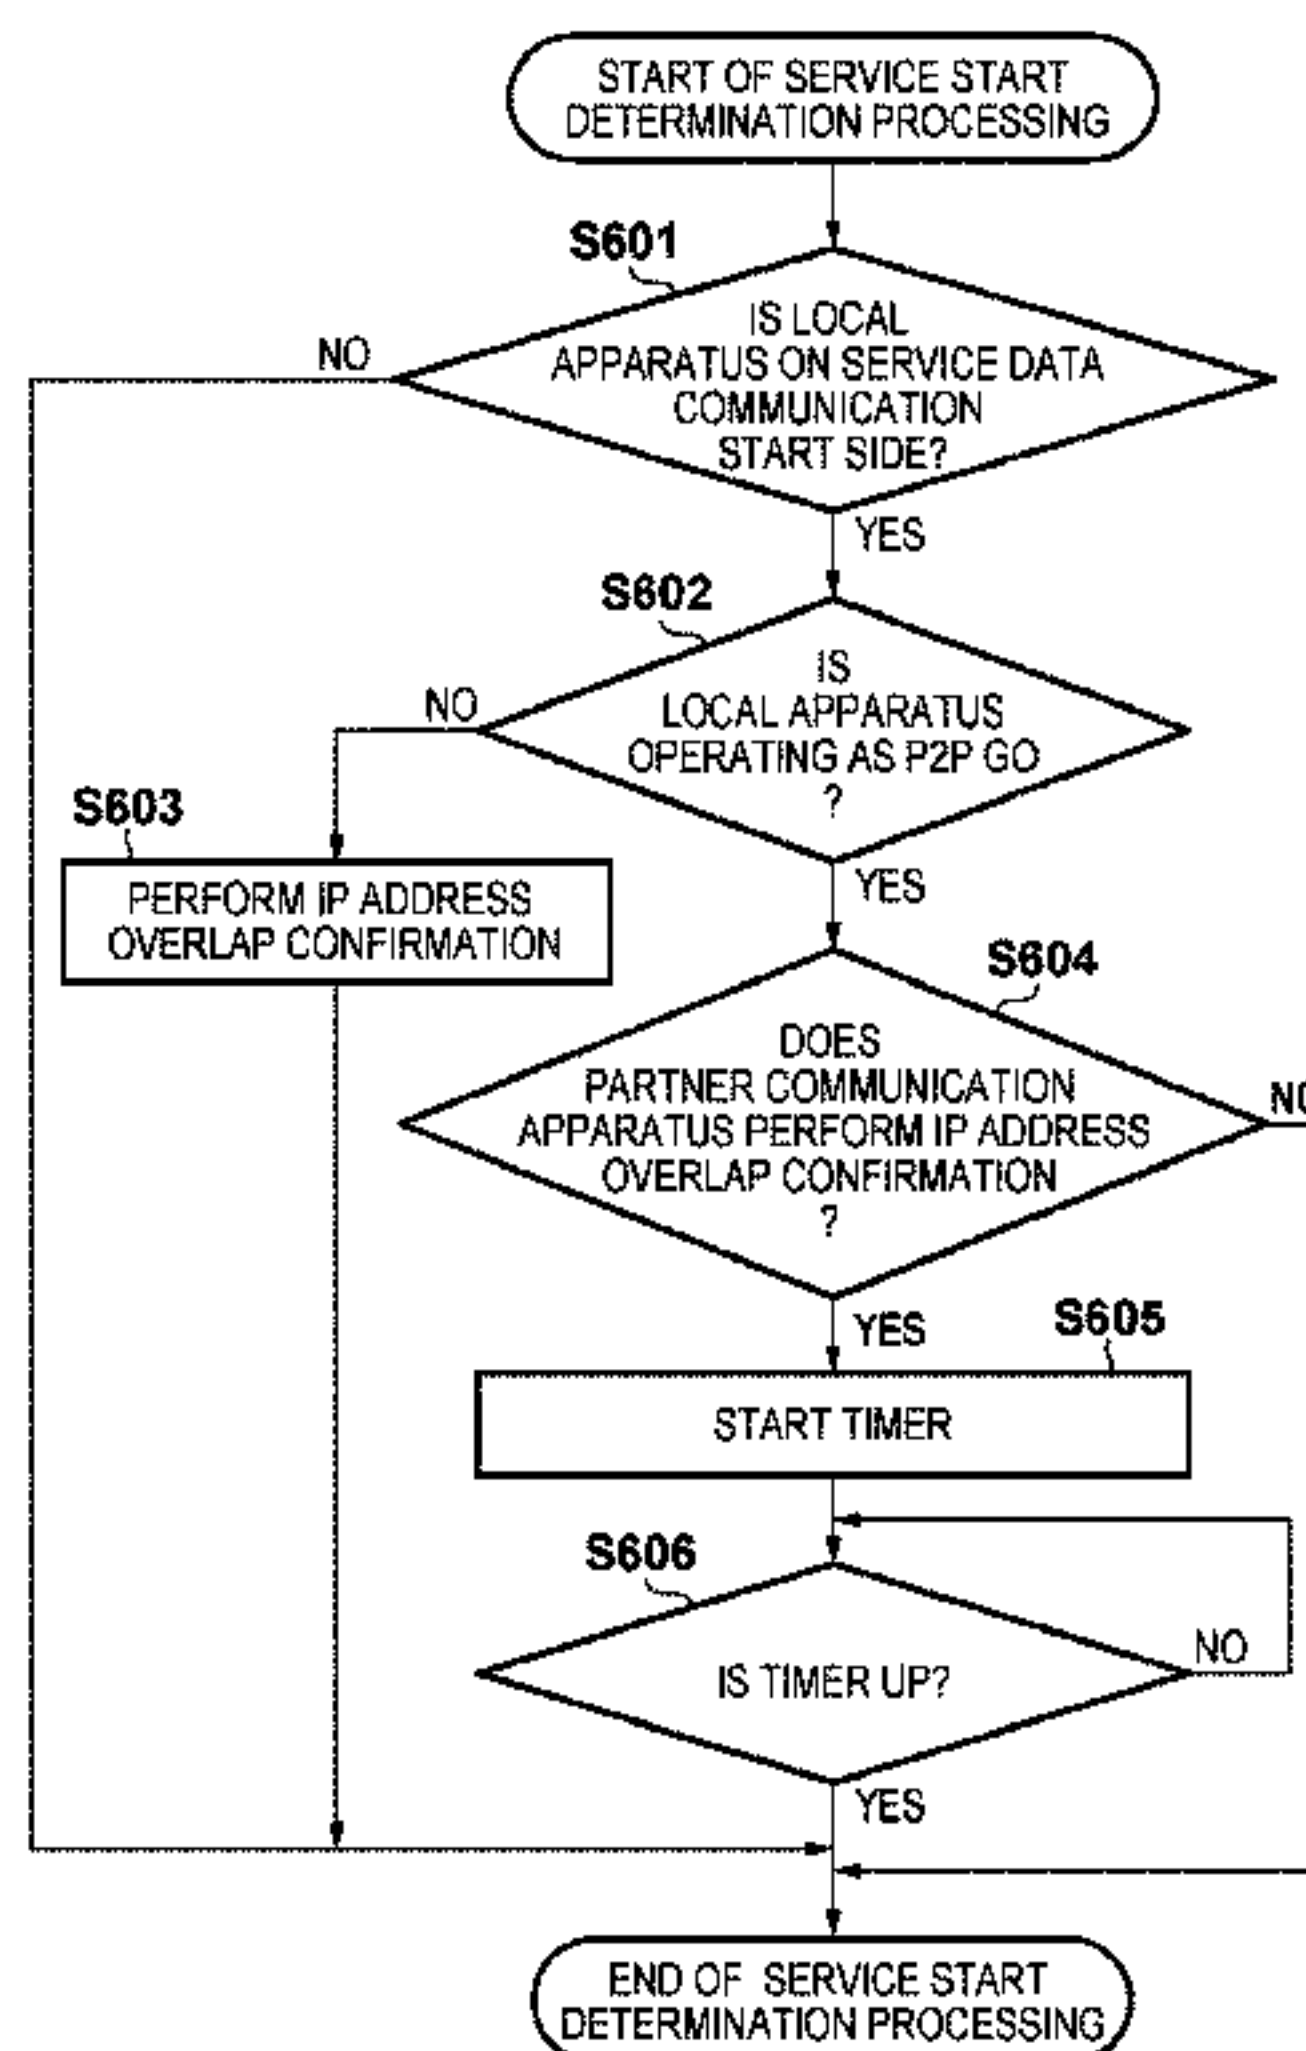 START OF SERVICE START
DETERMINATION PROCESSING
S601
IS LOCAL
APPARATUS ON SERVICE DATA
COMMUNICATION
START SIDE?
NO
YES
S602
IS
LOCAL APPARATUS
OPERATING AS P2P GO
?
NO
YES
S603
PERFORM IP ADDRESS
OVERLAP CONFIRMATION
S604
DOES
PARTNER COMMUNICATION
APPARATUS PERFORM IP ADDRESS
OVERLAP CONFIRMATION
?
NO
YES
S605
START TIMER
S606
IS TIMER UP?
NO
YES
END OF SERVICE START
DETERMINATION PROCESSING